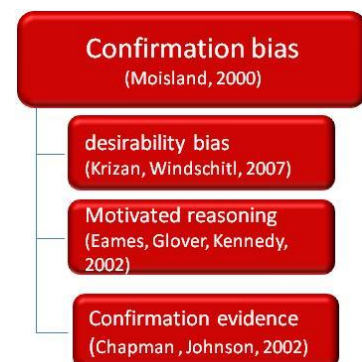 Confirmation bias
(Moisland, 2000)
desirability bias
(Krizan, Windschitl, 2007)
Motivated reasoning
(Eames, Glover, Kennedy,
2002)
Confirmation evidence
(Chapman , Johnson, 2002)